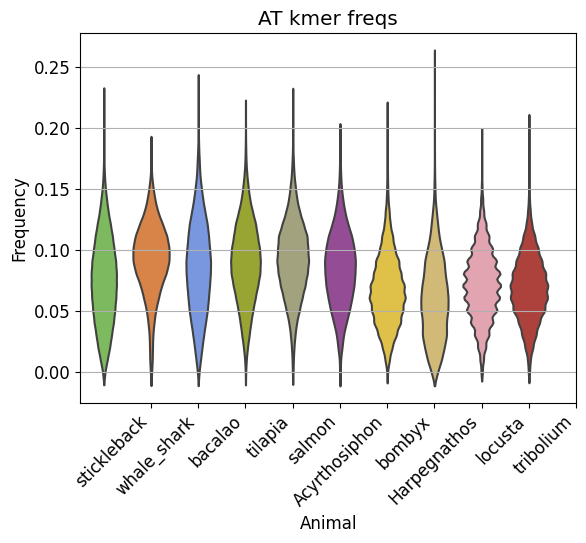 AT kmer freqs
Frequency
0.25
0.20
0.15
0.10
0.05
0.00
stickleback
whale_shark
bacalao
tilapia
salmon
Acyrthosiphon
bombyx
Harpegnathos
locusta
tribolium
Animal